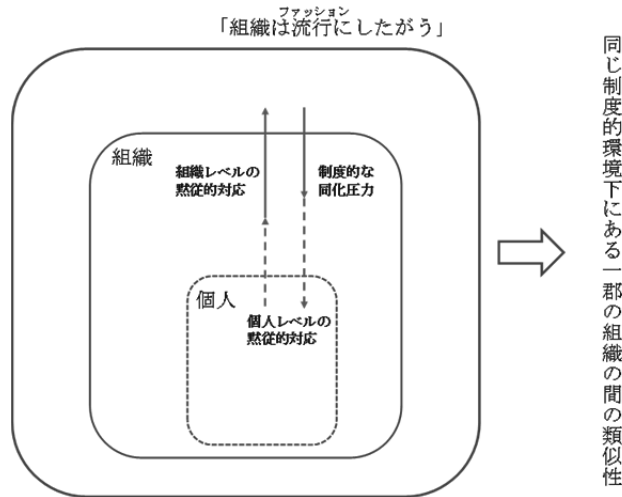 ファッション
「組織は流行にしたがう」
組織
組織レベルの
黙従的対応
制度的な
同化圧力
個人
個人レベルの
黙従的対応
同じ制度的環境下にある一郡の組織の間の類似性